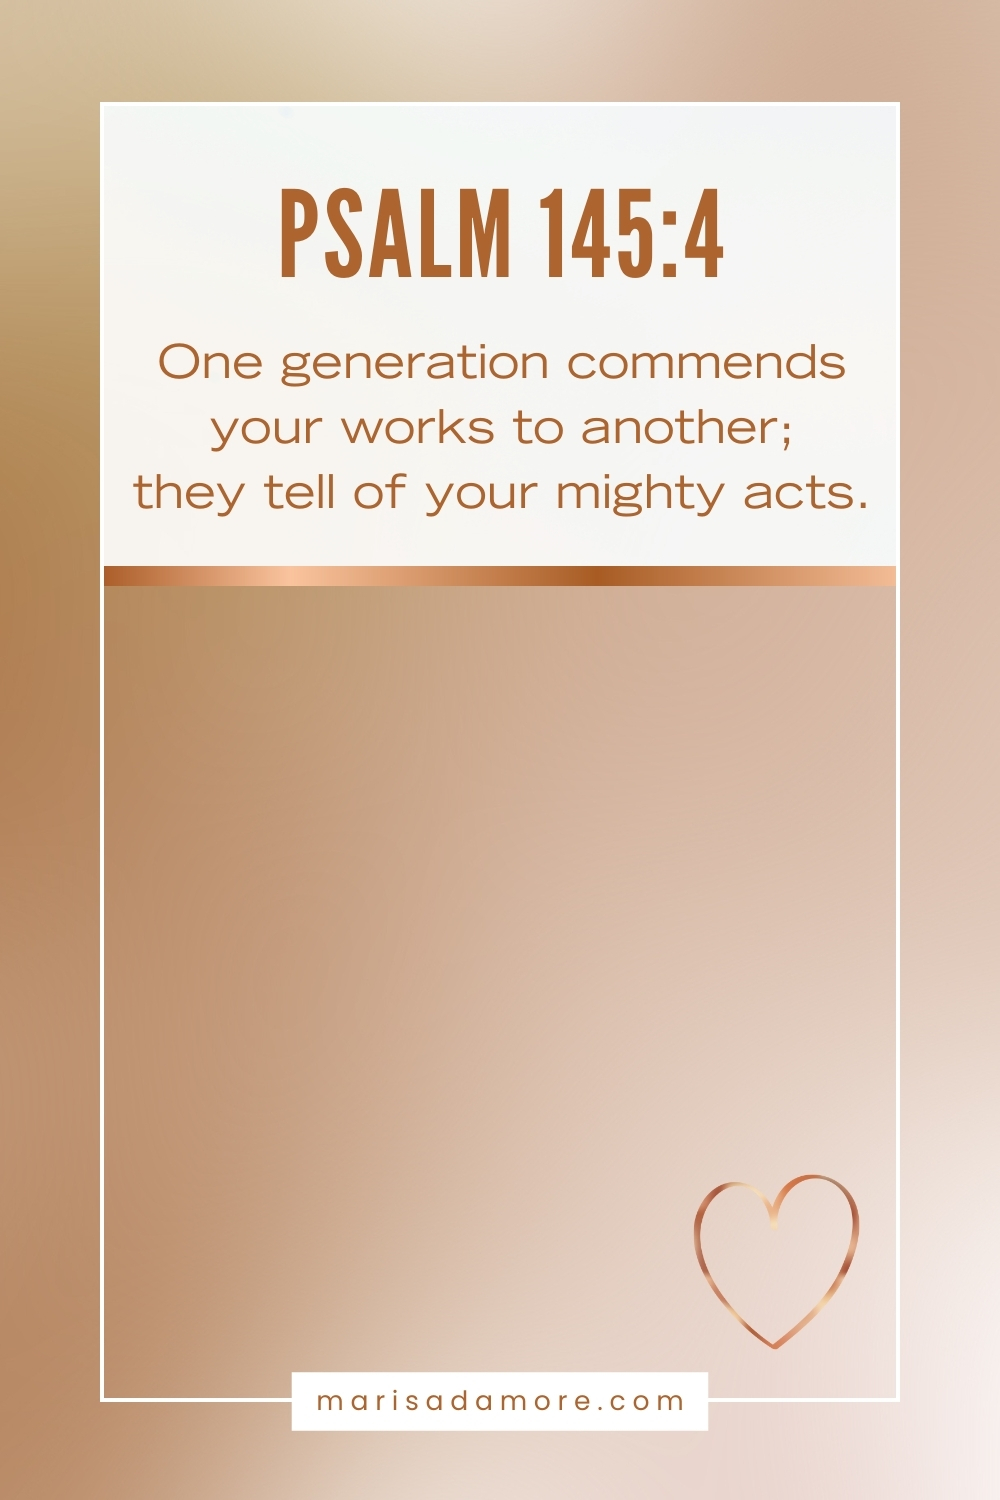 PSALM 145:4
One generation commends
your works to another;
they tell of your mighty acts.
marisadamore.com